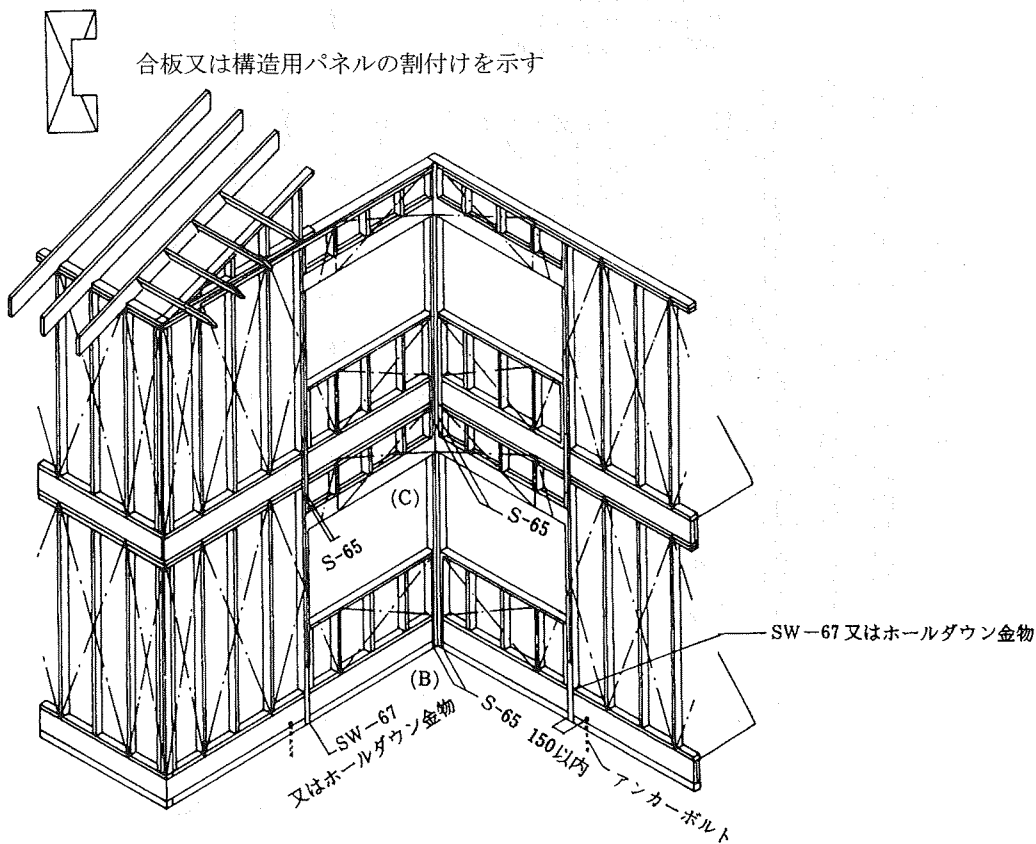 合板又は構造用パネルの割付けを示す
(C)
S-65
S-65
SW-67又はホールダウン金物
(B)
S-65
SW-67
又はホールダウン金物
150以内
アンカーボルト